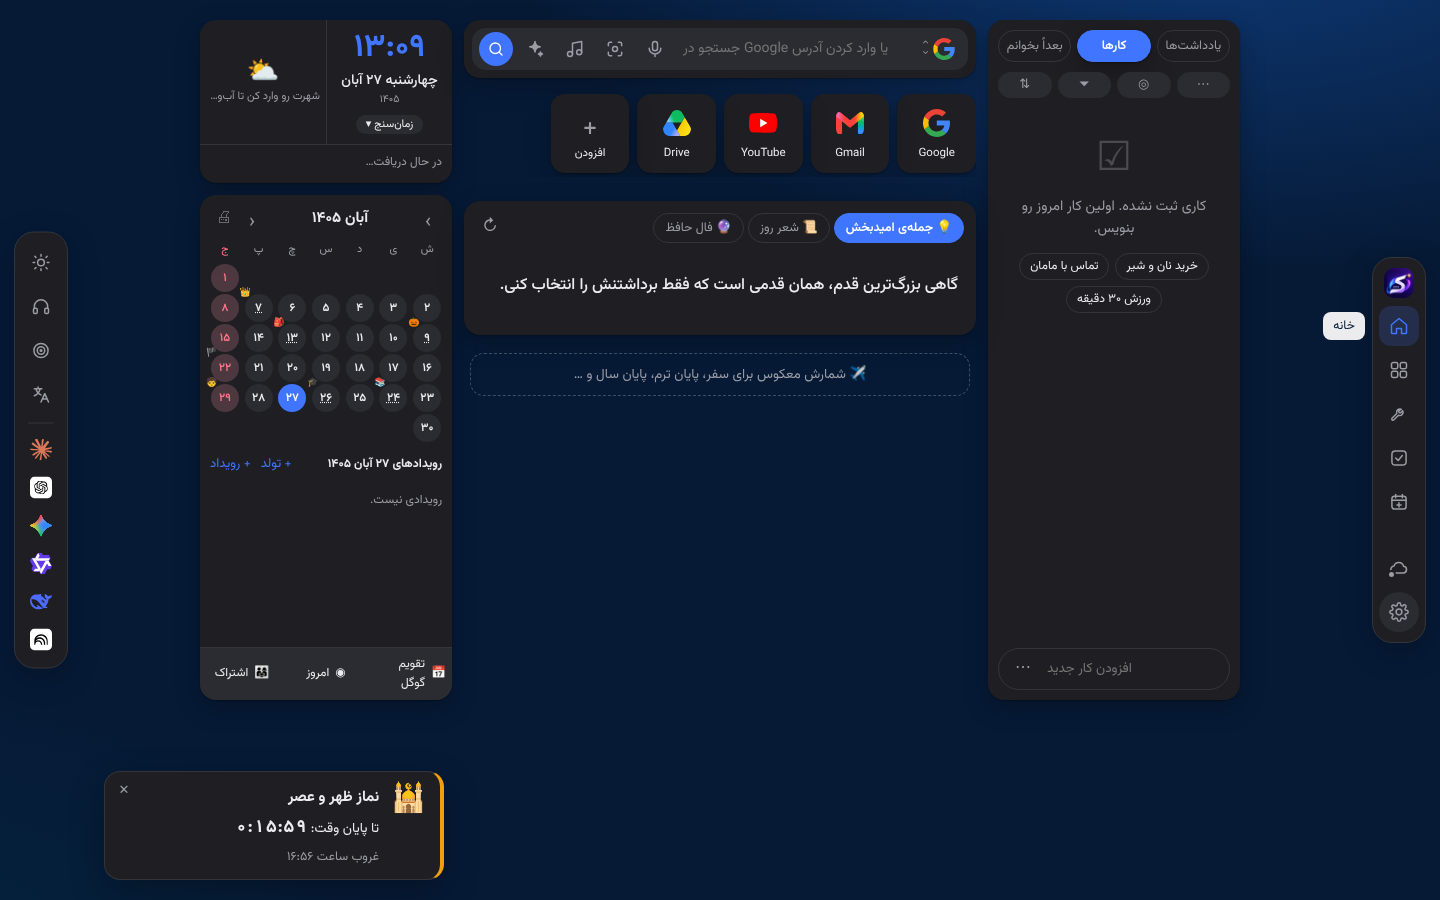 یادداشت‌ها
کارها
بعداً بخوانم
کاری ثبت نشده. اولین کار امروز رو
بنویس.
خرید نان و شیر
تماس با مامان
ورزش ۳۰ دقیقه
افزودن کار جدید
خانه
جستجو در Google یا وارد کردن آدرس
Google
Gmail
YouTube
Drive
افزودن
جمله‌ی امیدبخش
شعر روز
فال حافظ
گاهی بزرگ‌ترین قدم، همان قدمی است که فقط برداشتنش را انتخاب کنی.
شمارش معکوس برای سفر، پایان ترم، پایان سال و ...
۱۳:۰۹
چهارشنبه ۲۷ آبان
۱۴۰۵
زمان‌سنج ▾
شهرت رو وارد کن تا آب‌و…
در حال دریافت…
آبان ۱۴۰۵
ش ی د س چ پ ج
۱
۲ ۳ ۴ ۵ ۶ ۷ ۸
۹ ۱۰ ۱۱ ۱۲ ۱۳ ۱۴ ۱۵
۱۶ ۱۷ ۱۸ ۱۹ ۲۰ ۲۱ ۲۲
۲۳ ۲۴ ۲۵ ۲۶ ۲۷ ۲۸ ۲۹
۳۰
رویدادهای ۲۷ آبان ۱۴۰۵
+ تولد
+ رویداد
رویدادی نیست.
تقویم
گوگل
امروز
اشتراک
نماز ظهر و عصر
تا پایان وقت: ۰:۱۵:۵۹
غروب ساعت ۱۶:۵۶